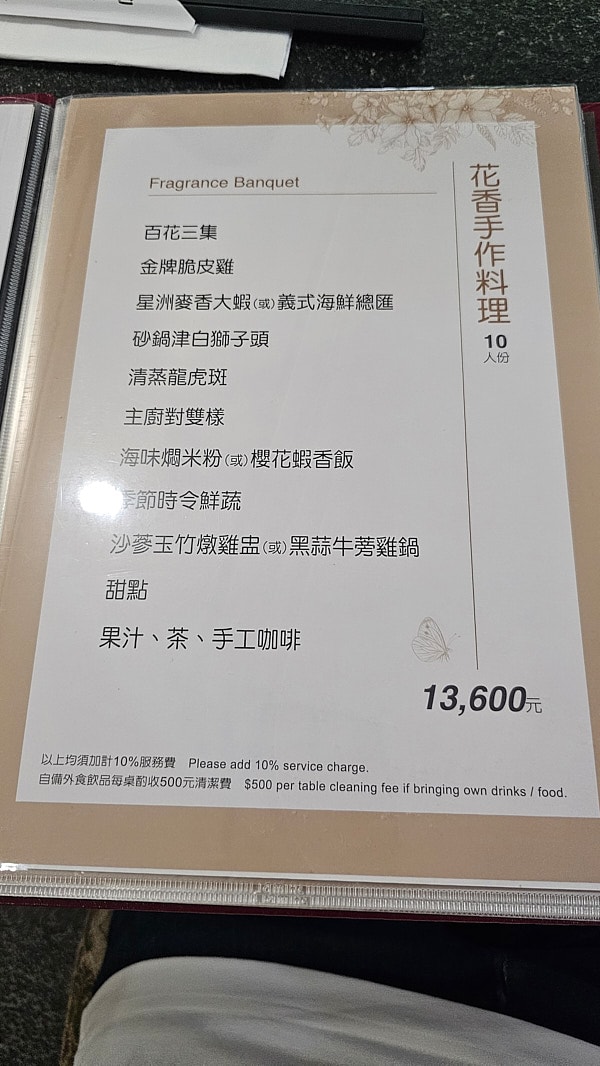 Fragrance Banquet
花香手作料理
10
人份
百花三集
金牌脆皮雞
星洲麥香大蝦(或)義式海鮮總匯
砂鍋津白獅子頭
清蒸龍虎斑
主廚對雙樣
海味燜米粉(或)櫻花蝦香飯
季節時令鮮蔬
沙蔘玉竹燉雞盅(或)黑蒜牛蒡雞鍋
甜點
果汁、茶、手工咖啡
13,600元
以上均須加計10%服務費 Please add 10% service charge.
自備外食飲品每桌酌收500元清潔費 $500 per table cleaning fee if bringing own drinks / food.